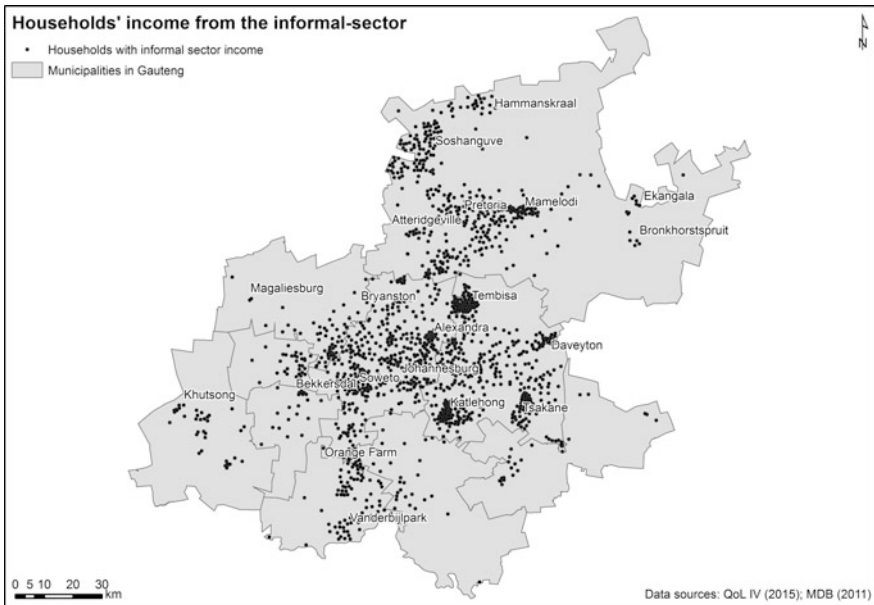 Households' income from the informal-sector
N
Households with informal sector income
Municipalities in Gauteng
Hammanskraal
Soshanguve
Ekangala
Pretoria
Mamelodi
Atteridgeville
Bronkhorstspruit
Magaliesburg
Bryanston
Tembisa
Alexandra
Daveyton
Johannesburg
Soweto
Bekkersdal
Khutsong
Katlehong
Tsakane
Orange Farm
Vanderbijlpark
0 5 10 20 30
km
Data sources: QoL IV (2015); MDB (2011)